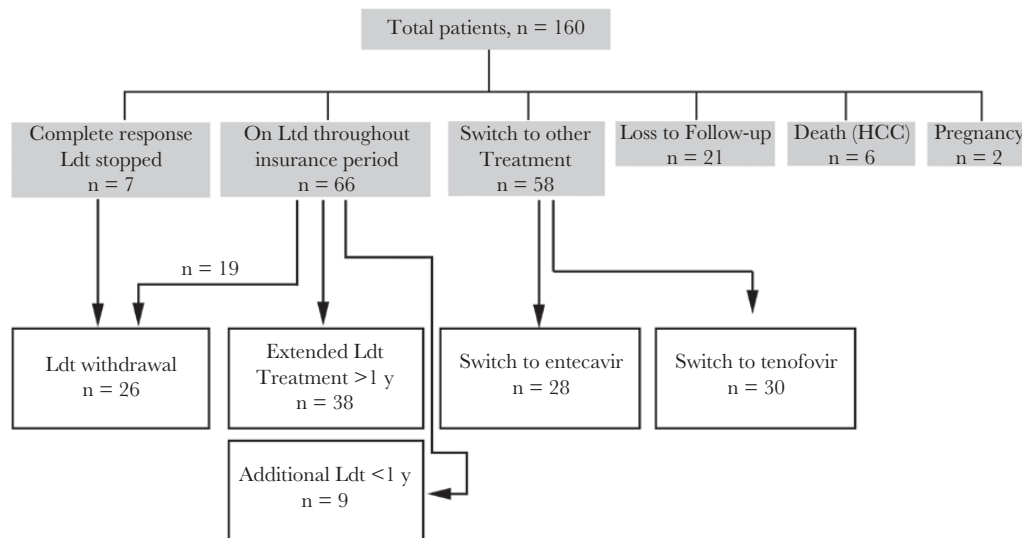 Total patients, n = 160
Complete response
Ldt stopped
n = 7
On Ltd throughout
insurance period
n = 66
Switch to other
Treatment
n = 58
Loss to Follow-up
n = 21
Death (HCC)
n = 6
Pregnancy
n = 2
n = 19
Ldt withdrawal
n = 26
Extended Ldt
Treatment >1 y
n = 38
Switch to entecavir
n = 28
Switch to tenofovir
n = 30
Additional Ldt <1 y
n = 9